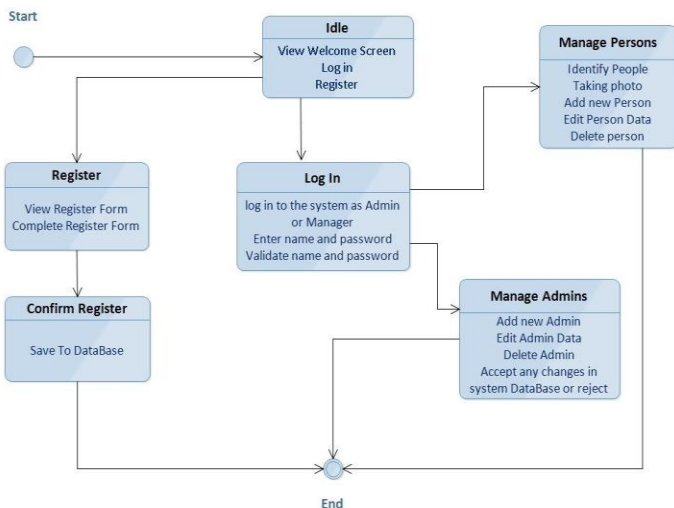 Start
Idle
View Welcome Screen
Log in
Register
Manage Persons
Identify People
Taking photo
Add new Person
Edit Person Data
Delete person
Register
View Register Form
Complete Register Form
Log In
log in to the system as Admin
or Manager
Enter name and password
Validate name and password
Confirm Register
Save To DataBase
Manage Admins
Add new Admin
Edit Admin Data
Delete Admin
Accept any changes in
system DataBase or reject
End